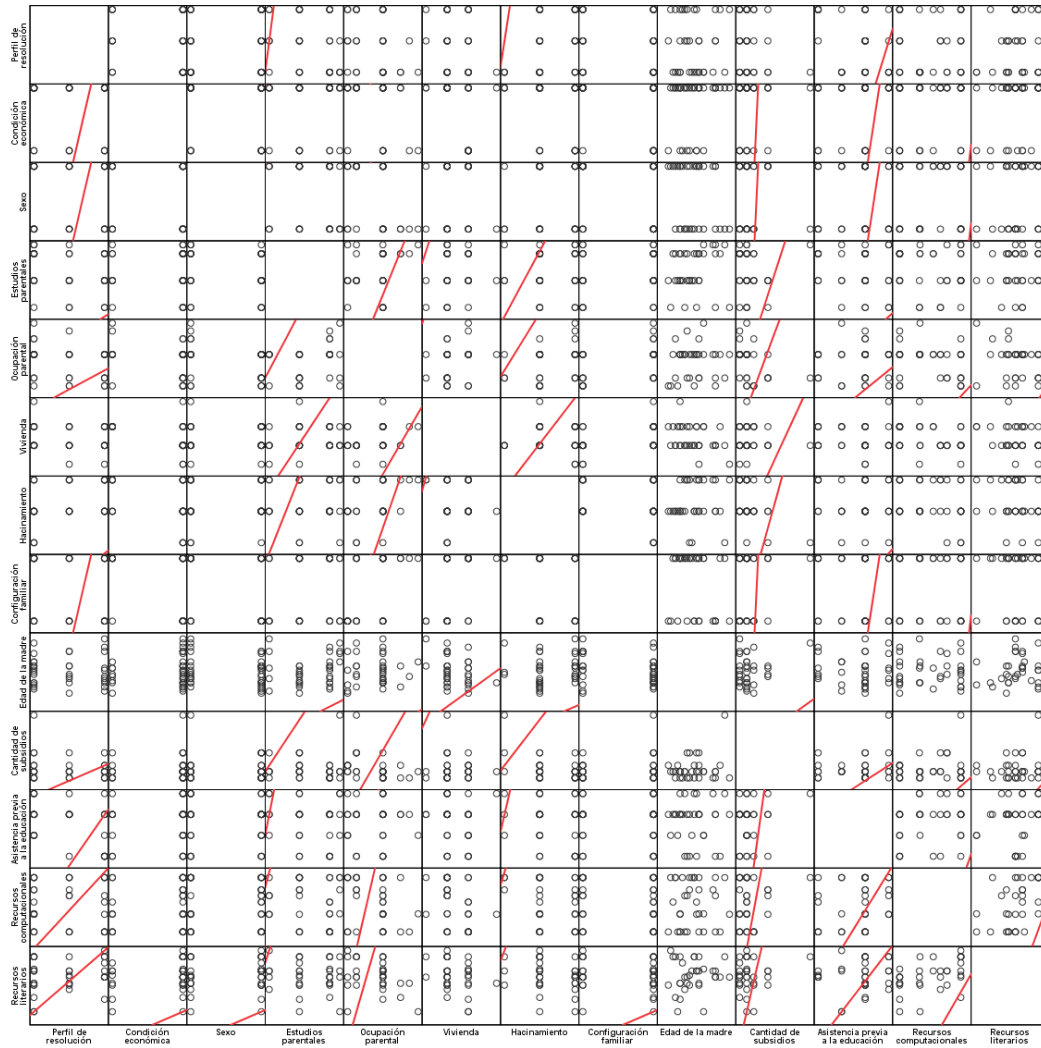 Perfil de
resolución
Condición
económica
Sexo
Estudios
parentales
Ocupación
parental
Vivienda
Hacinamiento
Configuración
familiar
Edad de la madre
Cantidad de
subsidios
Asistencia previa
a la educación
Recursos
computacionales
Recursos
literarios
Perfil de
resolución
Condición
económica
Sexo
Estudios
parentales
Ocupación
parental
Vivienda
Hacinamiento
Configuración
familiar
Edad de la madre
Cantidad de
subsidios
Asistencia previa
a la educación
Recursos
computacionales
Recursos
literarios